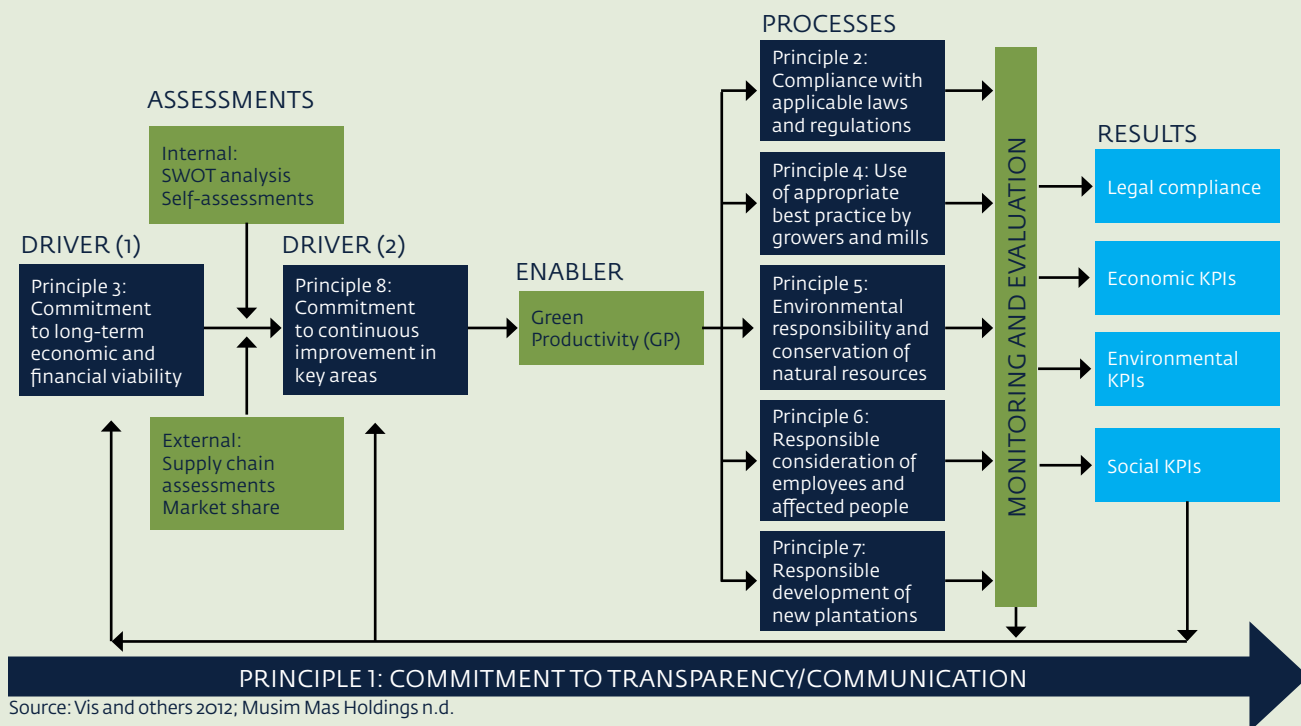 ASSESSMENTS
Internal:
SWOT analysis
Self-assessments
DRIVER (1)
Principle 3:
Commitment
to long-term
economic and
financial viability
DRIVER (2)
Principle 8:
Commitment
to continuous
improvement in
key areas
External:
Supply chain
assessments
Market share
ENABLER
Green
Productivity (GP)
PROCESSES
Principle 2:
Compliance with
applicable laws
and regulations
Principle 4: Use
of appropriate
best practice by
growers and mills
Principle 5:
Environmental
responsibility and
conservation of
natural resources
Principle 6:
Responsible
consideration of
employees and
affected people
Principle 7:
Responsible
development of
new plantations
MONITORING AND EVALUATION
RESULTS
Legal compliance
Economic KPIs
Environmental
KPIs
Social KPIs
PRINCIPLE 1: COMMITMENT TO TRANSPARENCY/COMMUNICATION
Source: Vis and others 2012; Musim Mas Holdings n.d.